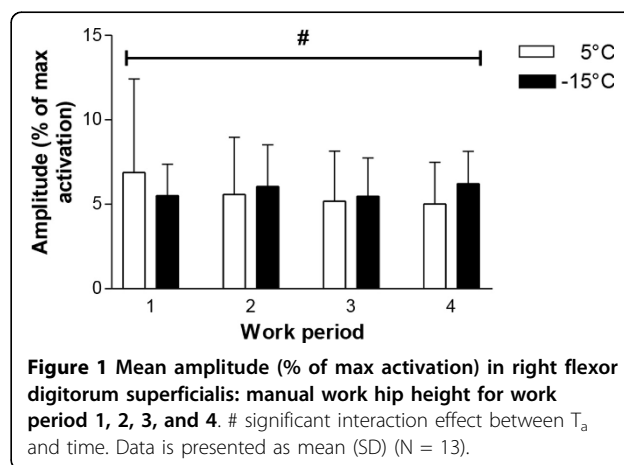 15
#
5°C
-15°C
10
5
0
Amplitude (% of max
activation)
1 2 3 4
Work period
Figure 1 Mean amplitude (% of max activation) in right flexor
digitorum superficialis: manual work hip height for work
period 1, 2, 3, and 4. # significant interaction effect between Ta
and time. Data is presented as mean (SD) (N = 13).